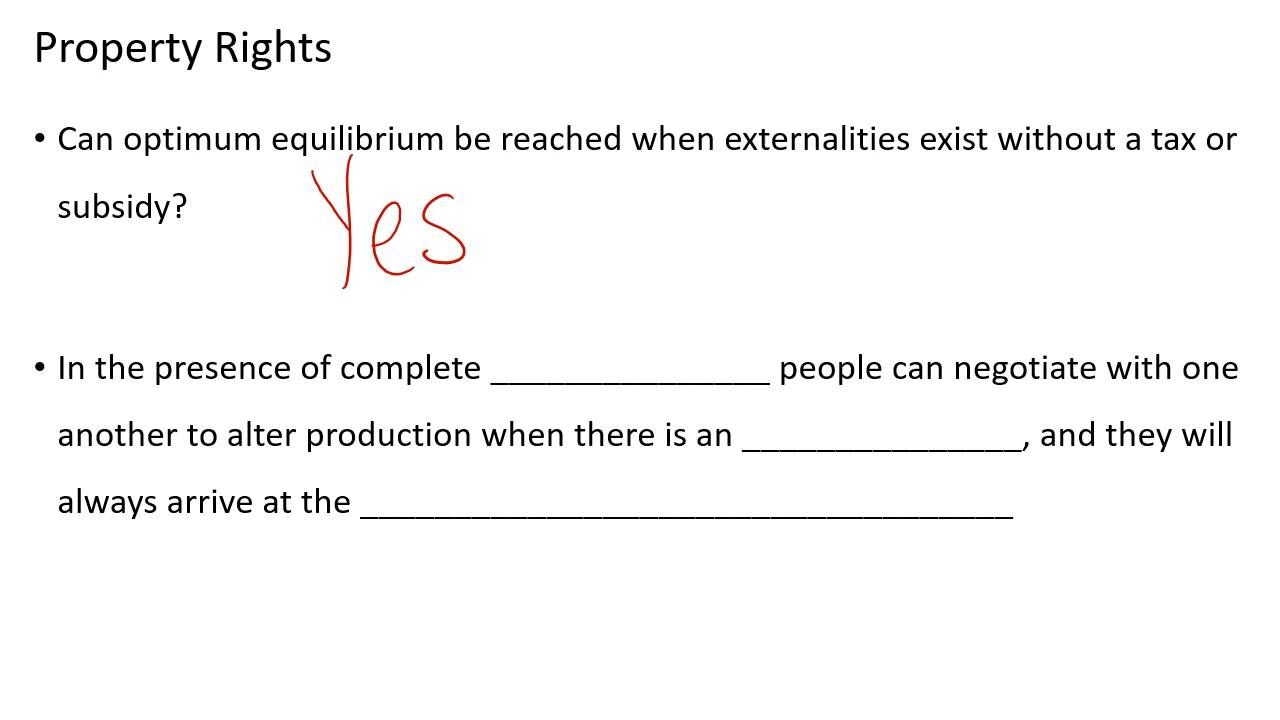 Property Rights
• Can optimum equilibrium be reached when externalities exist without a tax or
subsidy?
Yes
• In the presence of complete _______________ people can negotiate with one
another to alter production when there is an _______________, and they will
always arrive at the ___________________________________